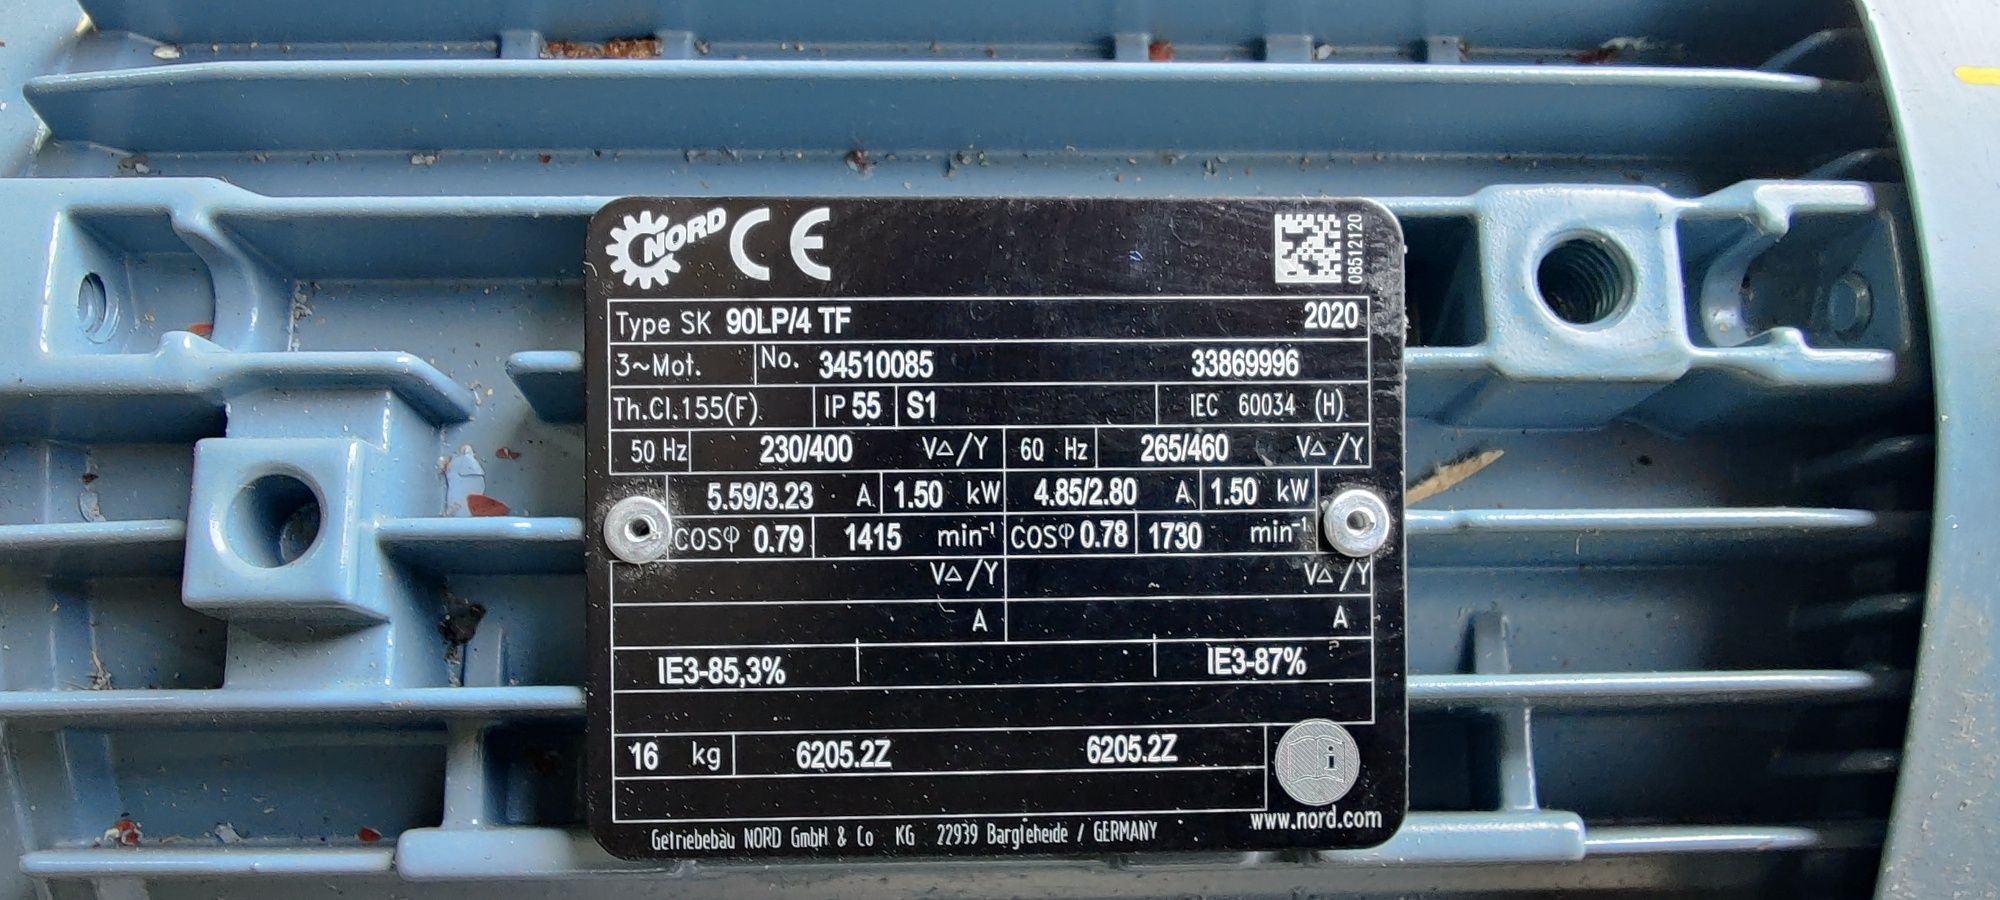 NORD CE
08512120
Type SK 90LP/4 TF 2020
3~Mot. No. 34510085 33869996
Th.Cl.155(F) IP 55 S1 IEC 60034 (H)
50 Hz 230/400 V△/Y 60 Hz 265/460 V△/Y
5.59/3.23 A 1.50 kW 4.85/2.80 A 1.50 kW
COSφ 0.79 1415 min⁻¹ COSφ 0.78 1730 min⁻¹
V△/Y V△/Y
A A
IE3-85,3% IE3-87%
16 kg 6205.2Z 6205.2Z
i
www.nord.com
Getriebebau NORD GmbH & Co KG 22939 Bargteheide / GERMANY